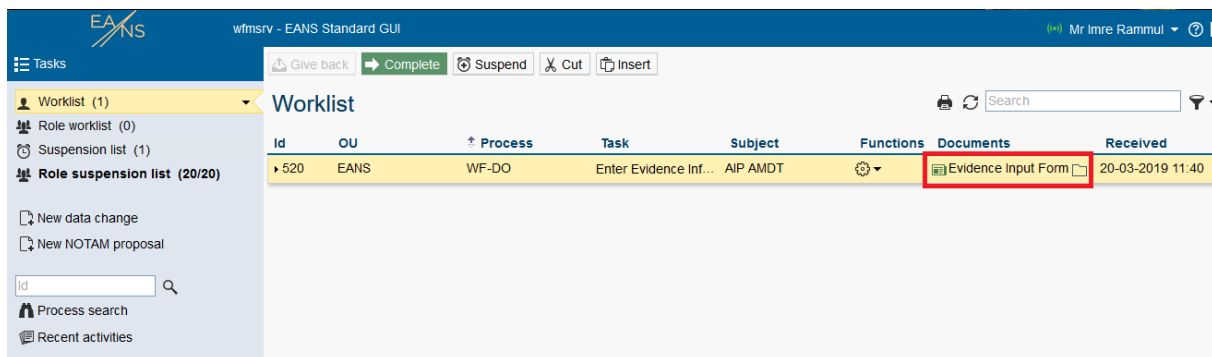 EANS
wfmsrv - EANS Standard GUI
Mr Imre Rammul
Tasks
Give back Complete Suspend Cut Insert
Worklist (1)
Role worklist (0)
Suspension list (1)
Role suspension list (20/20)
New data change
New NOTAM proposal
Id
Process search
Recent activities
Worklist
Search
Id OU Process Task Subject Functions Documents Received
520 EANS WF-DO Enter Evidence Inf... AIP AMDT Evidence Input Form 20-03-2019 11:40